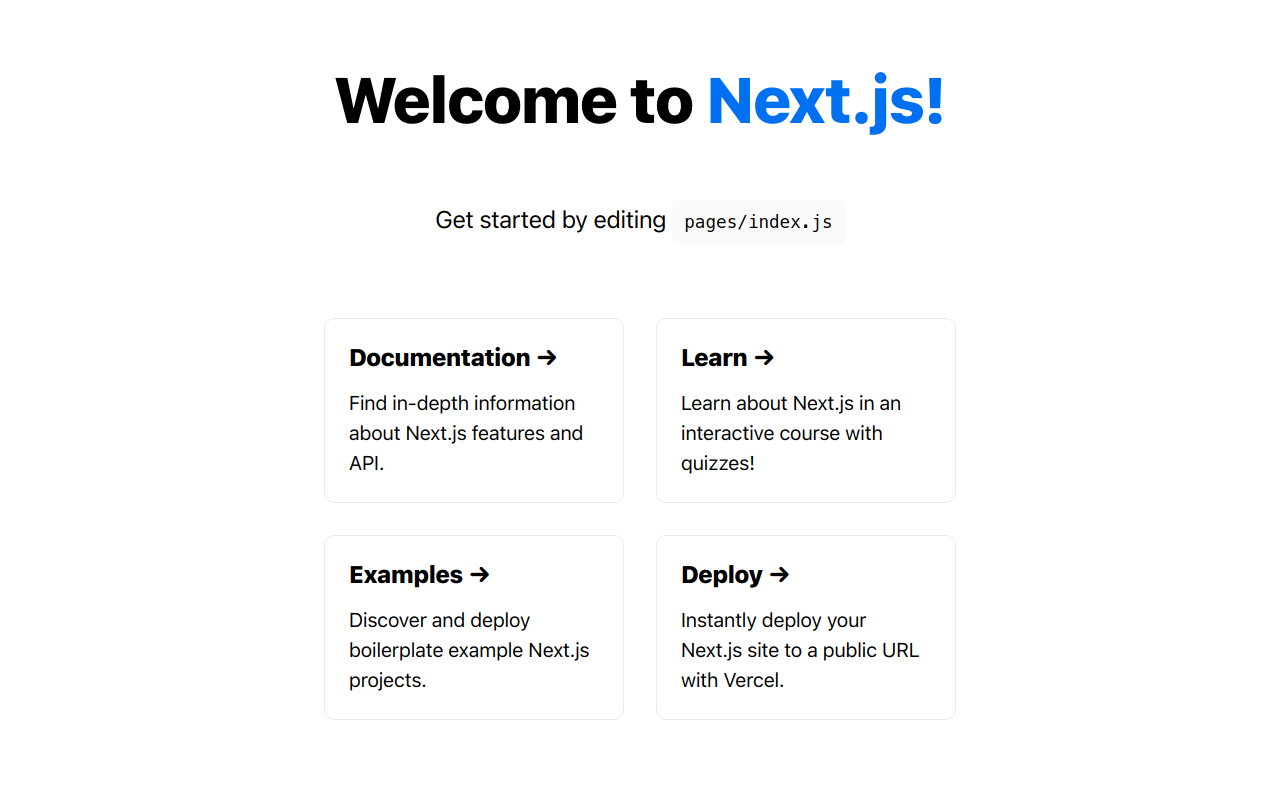 Welcome to Next.js!
Get started by editing pages/index.js
Documentation →
Find in-depth information
about Next.js features and
API.
Learn →
Learn about Next.js in an
interactive course with
quizzes!
Examples →
Discover and deploy
boilerplate example Next.js
projects.
Deploy →
Instantly deploy your
Next.js site to a public URL
with Vercel.